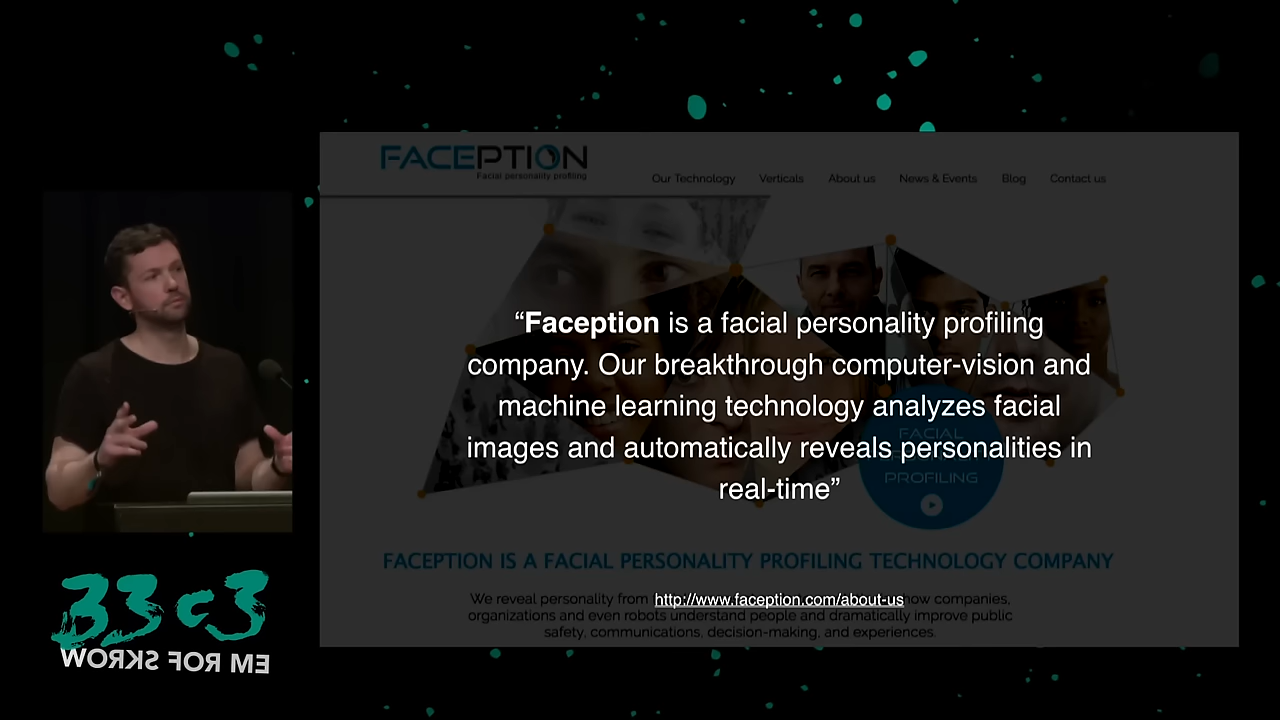 FACEPTION
Facial personality profiling
Our Technology Verticals About us News & Events Blog Contact us
“Faception is a facial personality profiling
company. Our breakthrough computer-vision and
machine learning technology analyzes facial
images and automatically reveals personalities in
real-time”
FACIAL
PROFILING
FACEPTION IS A FACIAL PERSONALITY PROFILING TECHNOLOGY COMPANY
We reveal personality from how companies,
http://www.faception.com/about-us
organizations and even robots understand people and dramatically improve public
safety, communications, decision-making, and experiences.
33c3
WORKS FOR ME